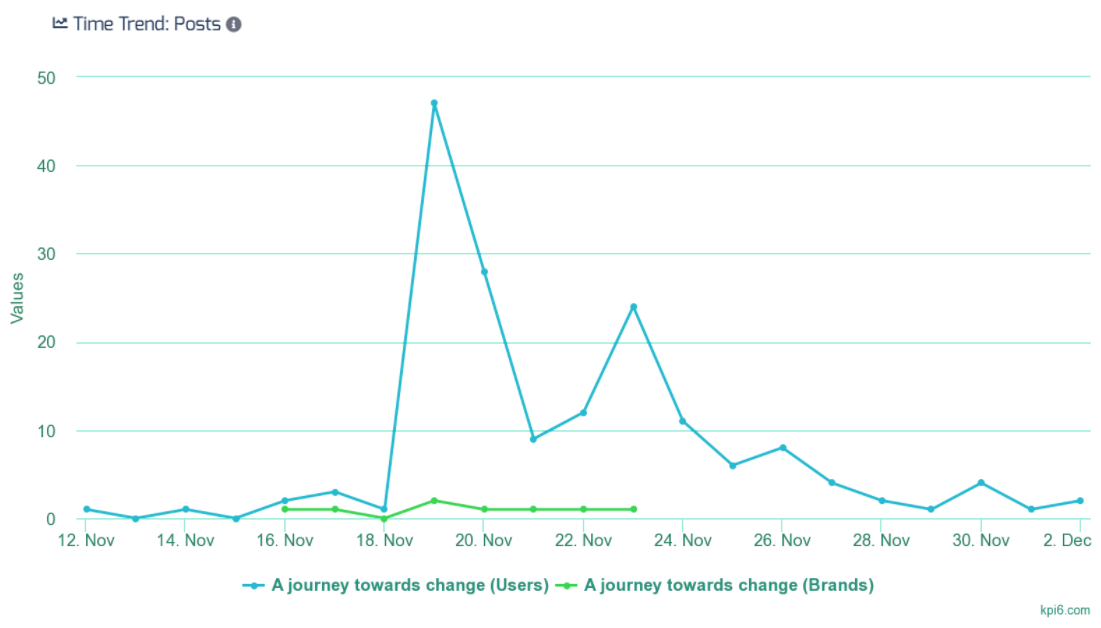 Time Trend: Posts
50
40
30
20
10
0
Values
12. Nov 14. Nov 16. Nov 18. Nov 20. Nov 22. Nov 24. Nov 26. Nov 28. Nov 30. Nov 2. Dec
A journey towards change (Users) A journey towards change (Brands)
kpi6.com